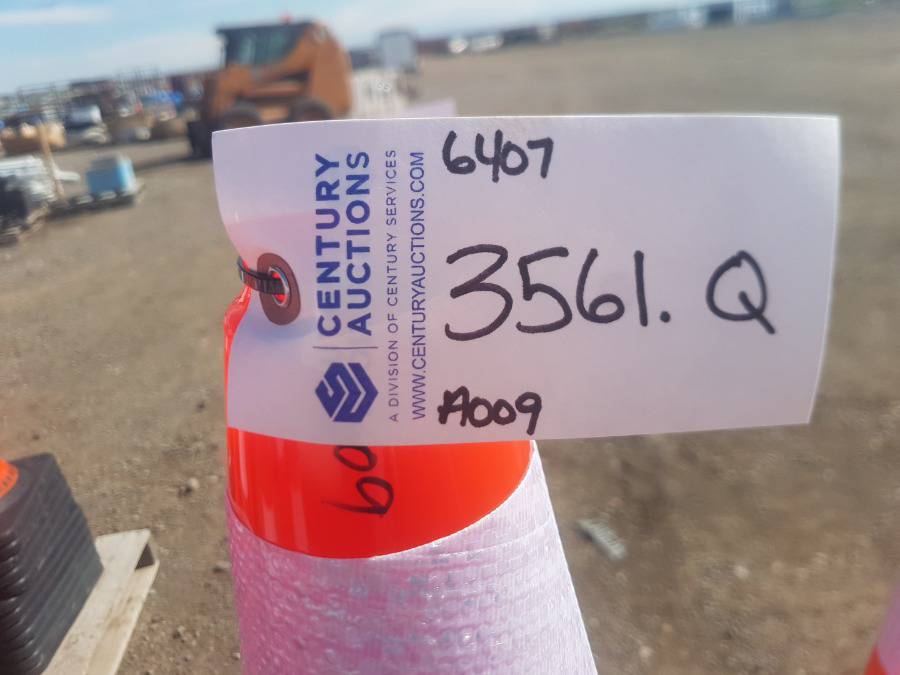 6407
3561. Q
A009
CENTURY
AUCTIONS
A DIVISION OF CENTURY SERVICES
WWW.CENTURYAUCTIONS.COM